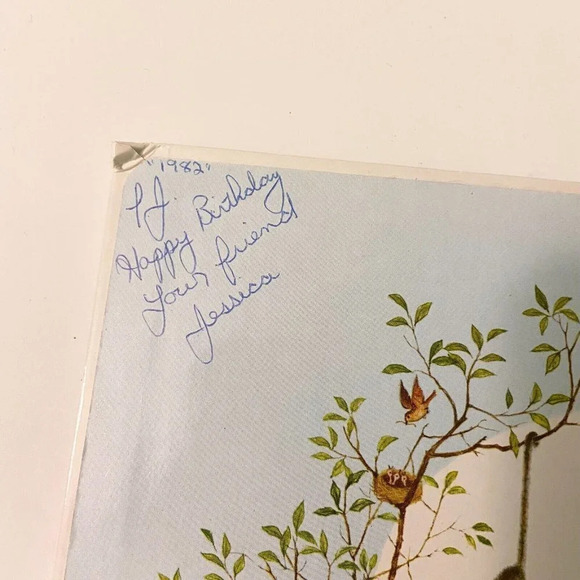 "1982"
T.J.
Happy Birthday
Your friend
Jessica